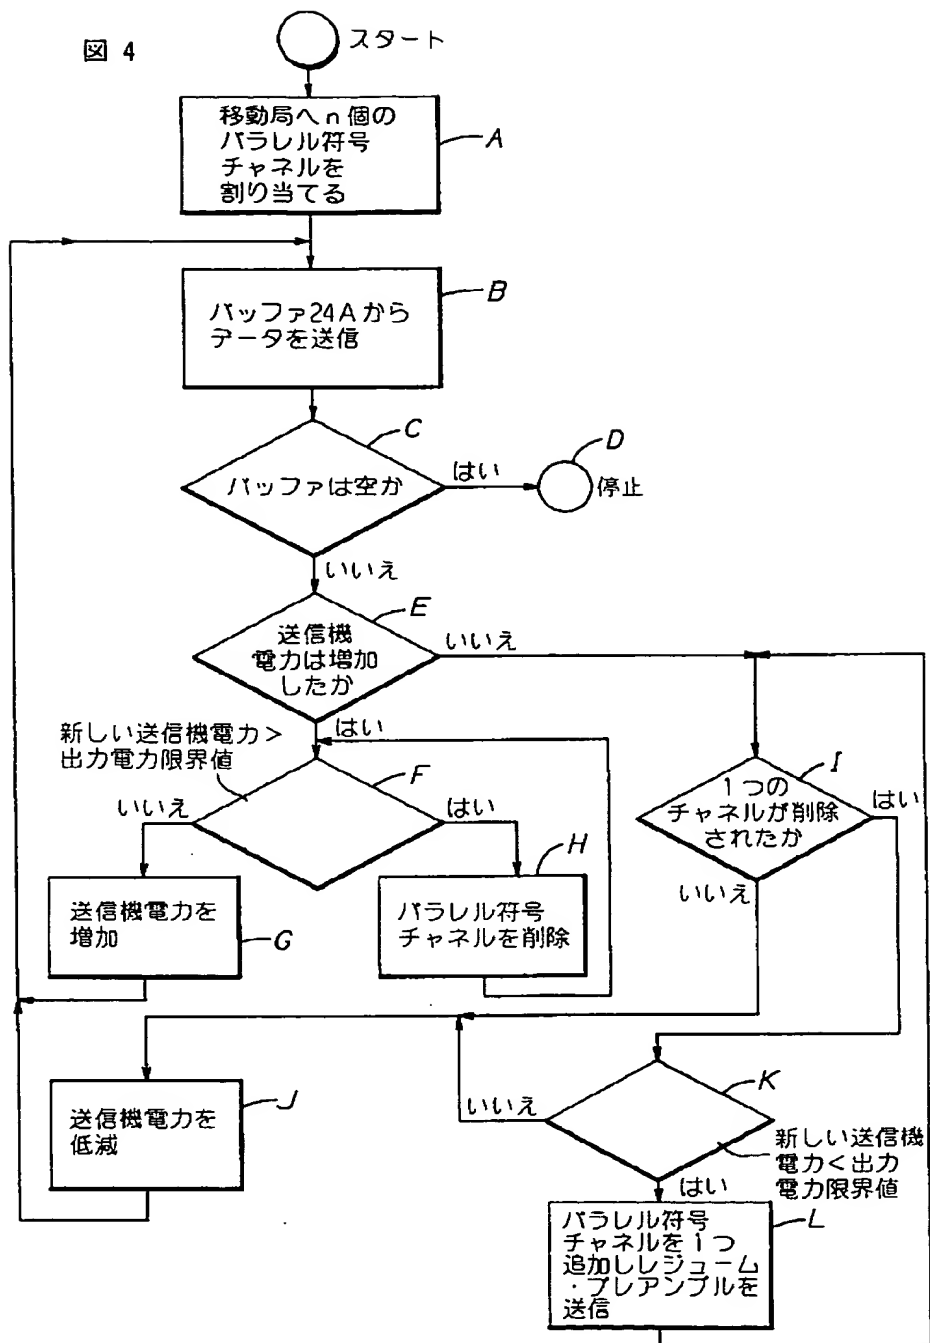 図 4
スタート
移動局へn個の
パラレル符号
チャネルを
割り当てる
A
バッファ24Aから
データを送信
B
バッファは空か
C
はい
D
停止
いいえ
送信機
電力は増加
したか
E
いいえ
はい
新しい送信機電力>
出力電力限界値
F
いいえ
はい
1つの
チャネルが削除
されたか
I
はい
いいえ
送信機電力を
増加
G
パラレル符号
チャネルを削除
H
送信機電力を
低減
J
K
いいえ
新しい送信機
電力<出力
電力限界値
はい
パラレル符号
チャネルを1つ
追加しレジューム
・プレアンブルを
送信
L